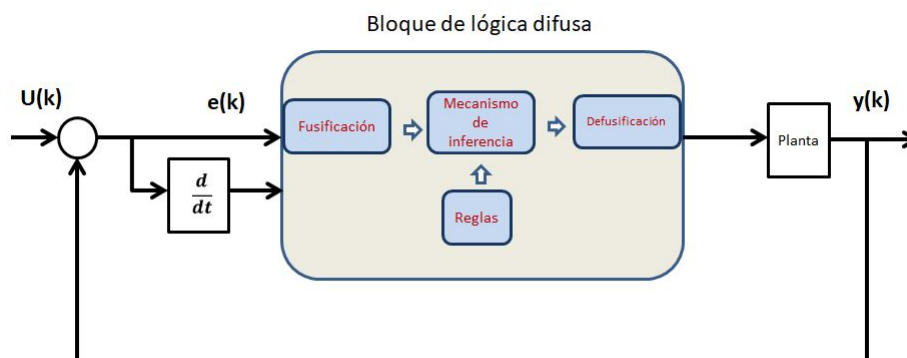 Bloque de lógica difusa
U(k)
e(k)
Fusificación
Mecanismo
de
inferencia
Defusificación
Reglas
d
dt
Planta
y(k)